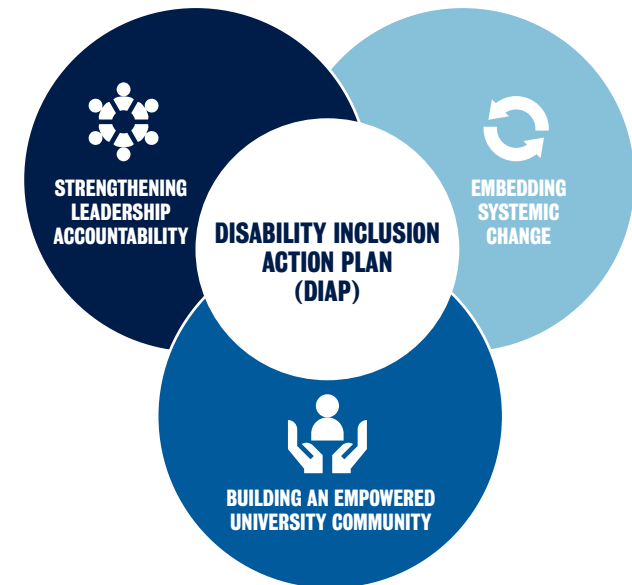 STRENGTHENING
LEADERSHIP
ACCOUNTABILITY
EMBEDDING
SYSTEMIC
CHANGE
DISABILITY INCLUSION
ACTION PLAN
(DIAP)
BUILDING AN EMPOWERED
UNIVERSITY COMMUNITY